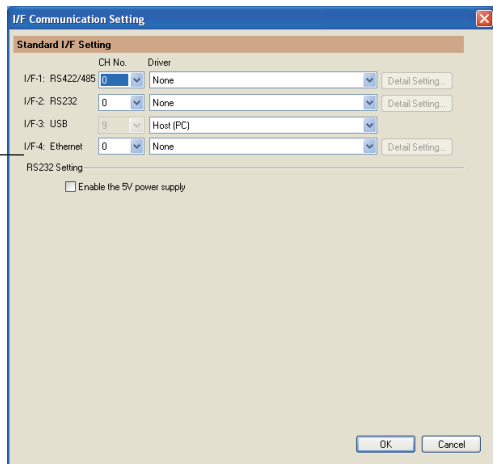 I/F Communication Setting
Standard I/F Setting
CH No. Driver
I/F-1: RS422/485 0 None Detail Setting...
I/F-2: RS232 0 None Detail Setting...
I/F-3: USB 9 Host (PC)
I/F-4: Ethernet 0 None Detail Setting...
RS232 Setting
Enable the 5V power supply
OK Cancel